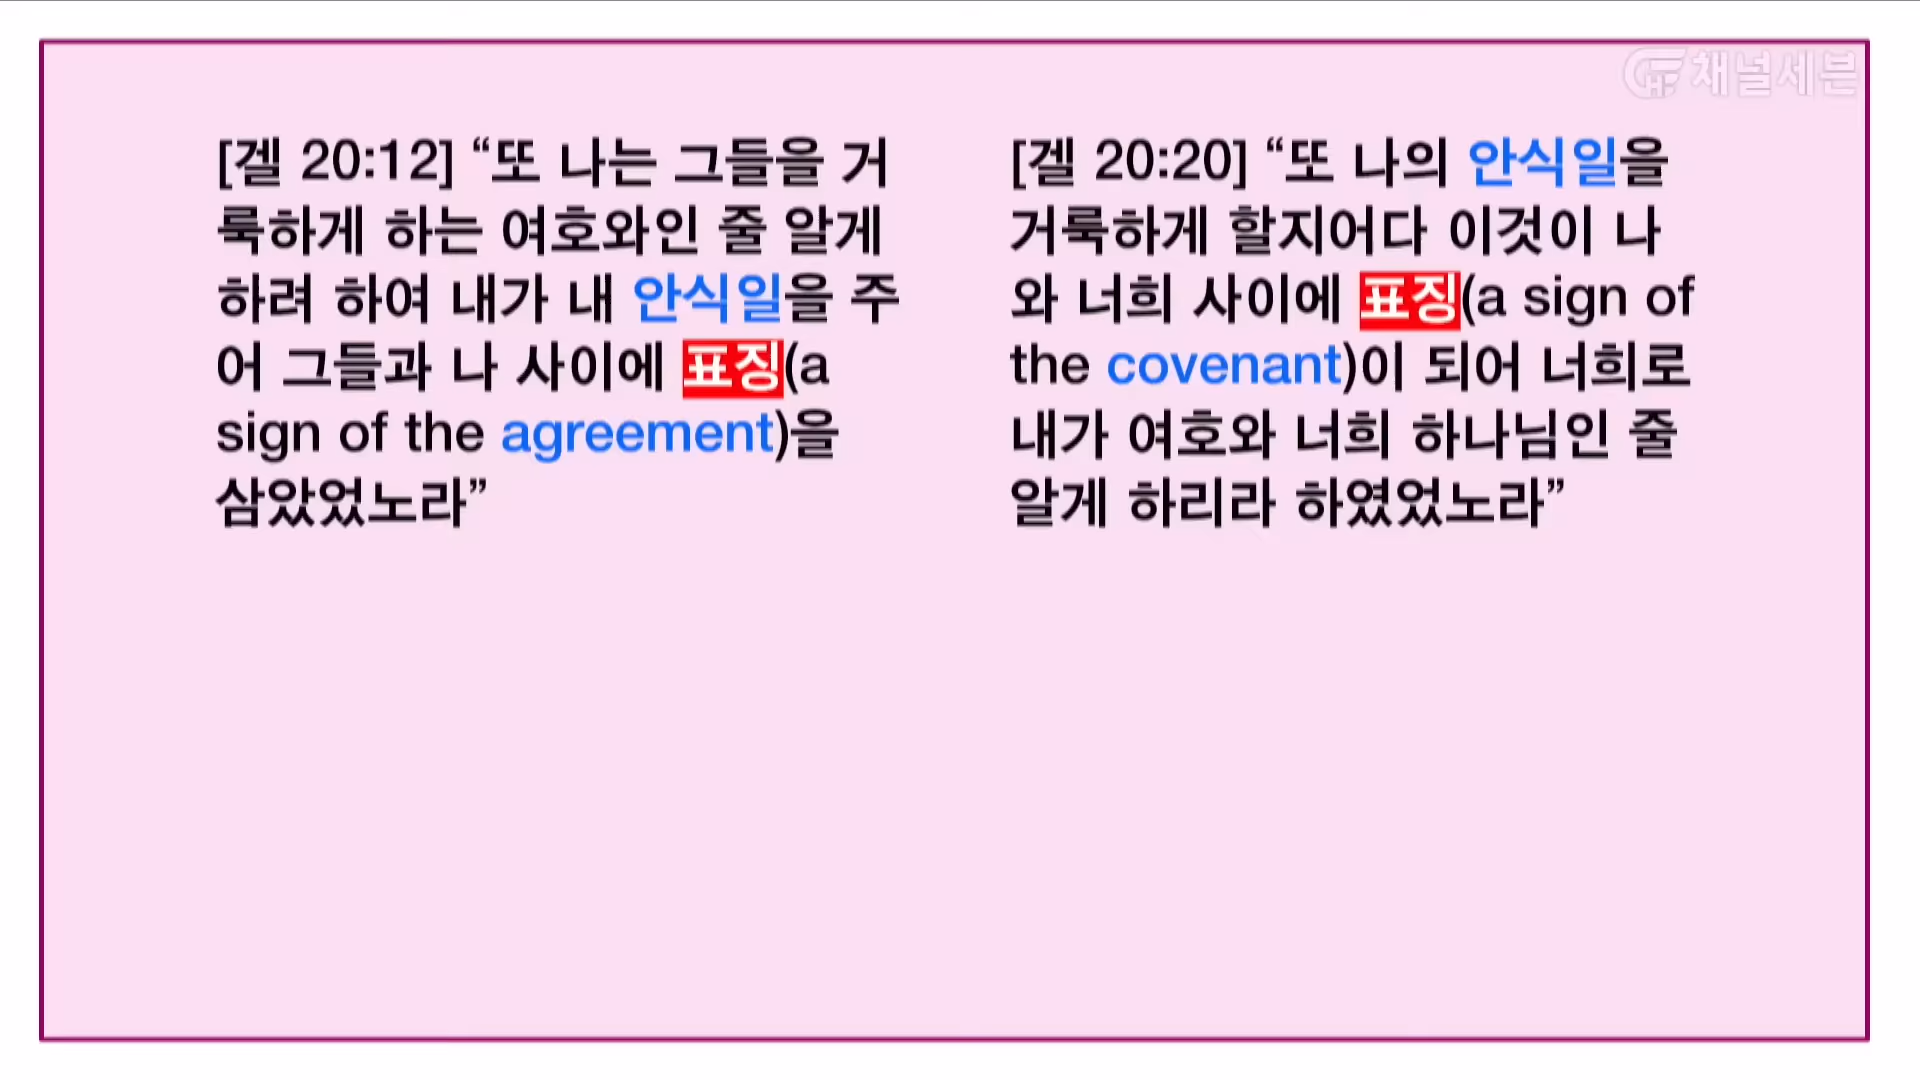 채널세븐
[겔 20:12] “또 나는 그들을 거
룩하게 하는 여호와인 줄 알게
하려 하여 내가 내 안식일을 주
어 그들과 나 사이에 표징(a
sign of the agreement)을
삼았었노라”
[겔 20:20] “또 나의 안식일을
거룩하게 할지어다 이것이 나
와 너희 사이에 표징(a sign of
the covenant)이 되어 너희로
내가 여호와 너희 하나님인 줄
알게 하리라 하였었노라”